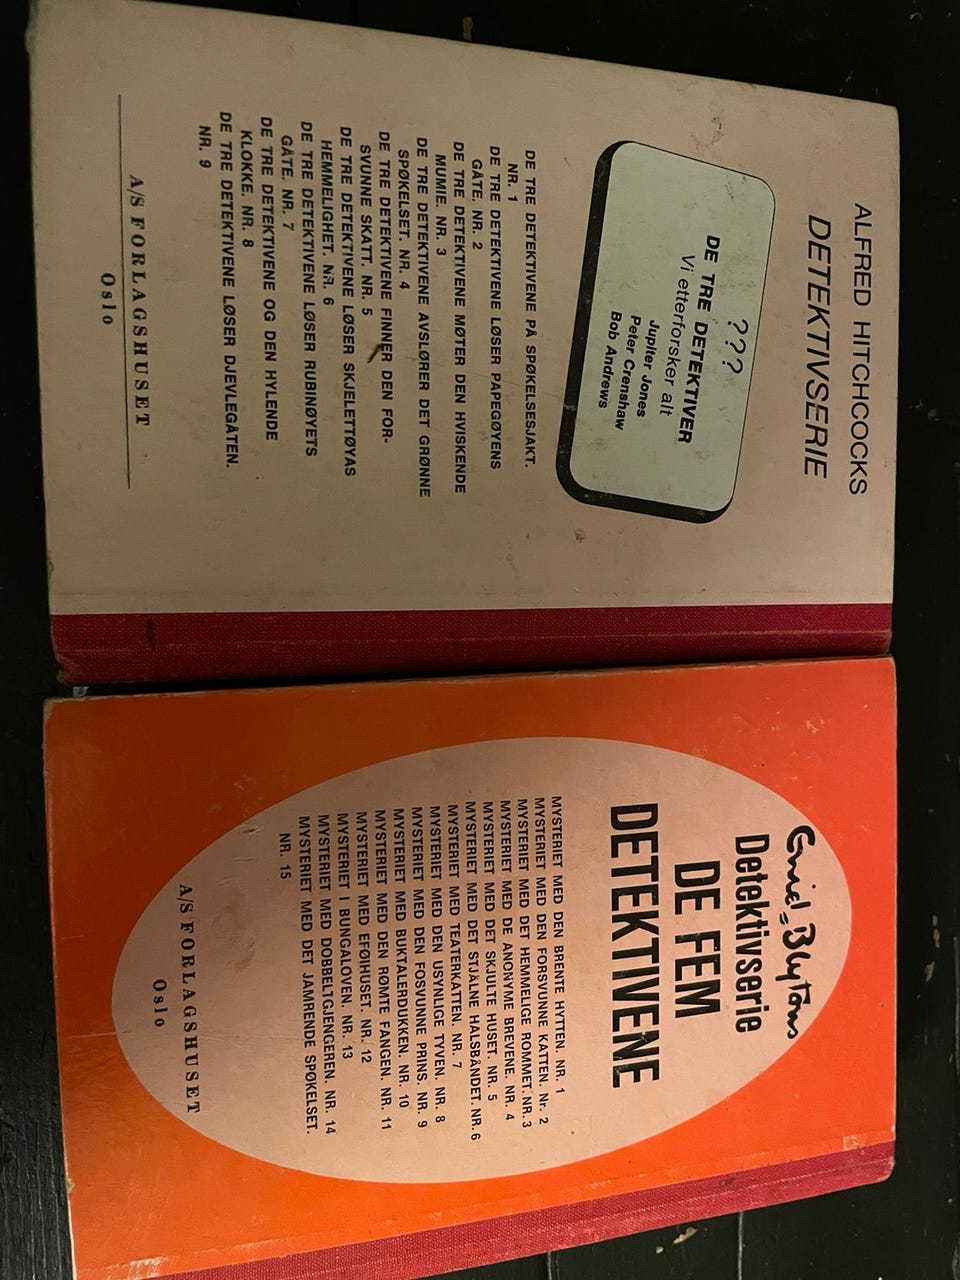 ALFRED HITCHCOCKS
DETEKTIVSERIE
???
DE TRE DETEKTIVER
Vi etterforsker alt
Jupiter Jones
Peter Crenshaw
Bob Andrews
DE TRE DETEKTIVENE PÅ SPØKELSESJAKT.
NR. 1
DE TRE DETEKTIVENE LØSER PAPEGØYENS
GÅTE. NR. 2
DE TRE DETEKTIVENE MØTER DEN HVISKENDE
MUMIE. NR. 3
DE TRE DETEKTIVENE AVSLØRER DET GRØNNE
SPØKELSET. NR. 4
DE TRE DETEKTIVENE FINNER DEN FOR-
SVUNNE SKATT. NR. 5
DE TRE DETEKTIVENE LØSER SKJELETTØYAS
HEMMELIGHET. NR. 6
DE TRE DETEKTIVENE LØSER RUBINØYETS
GÅTE. NR. 7
DE TRE DETEKTIVENE OG DEN HYLENDE
KLOKKE. NR. 8
DE TRE DETEKTIVENE LØSER DJEVLEGÅTEN.
NR. 9
A/S FORLAGSHUSET
Oslo
Enid Blytons
Detektivserie
DE FEM
DETEKTIVENE
MYSTERIET MED DEN BRENTE HYTTEN. NR. 1
MYSTERIET MED DEN FORSVUNNE KATTEN. Nr. 2
MYSTERIET MED DET HEMMELIGE ROMMET. NR. 3
MYSTERIET MED DE ANONYME BREVENE. NR. 4
MYSTERIET MED DET SKJULTE HUSET. NR. 5
MYSTERIET MED DET STJÅLNE HALSBÅNDET. NR. 6
MYSTERIET MED TEATERKATTEN. NR. 7
MYSTERIET MED DEN USYNLIGE TYVEN. NR. 8
MYSTERIET MED DEN FOSVUNNE PRINS. NR. 9
MYSTERIET MED BUKTALERDUKKEN. NR. 10
MYSTERIET MED DEN RØMTE FANGEN. NR. 11
MYSTERIET MED EFØIHUSET. NR. 12
MYSTERIET I BUNGALOVEN. NR. 13
MYSTERIET MED DOBBELTGJENGEREN. NR. 14
MYSTERIET MED DET JAMRENDE SPØKELSET.
NR. 15
A/S FORLAGSHUSET
Oslo